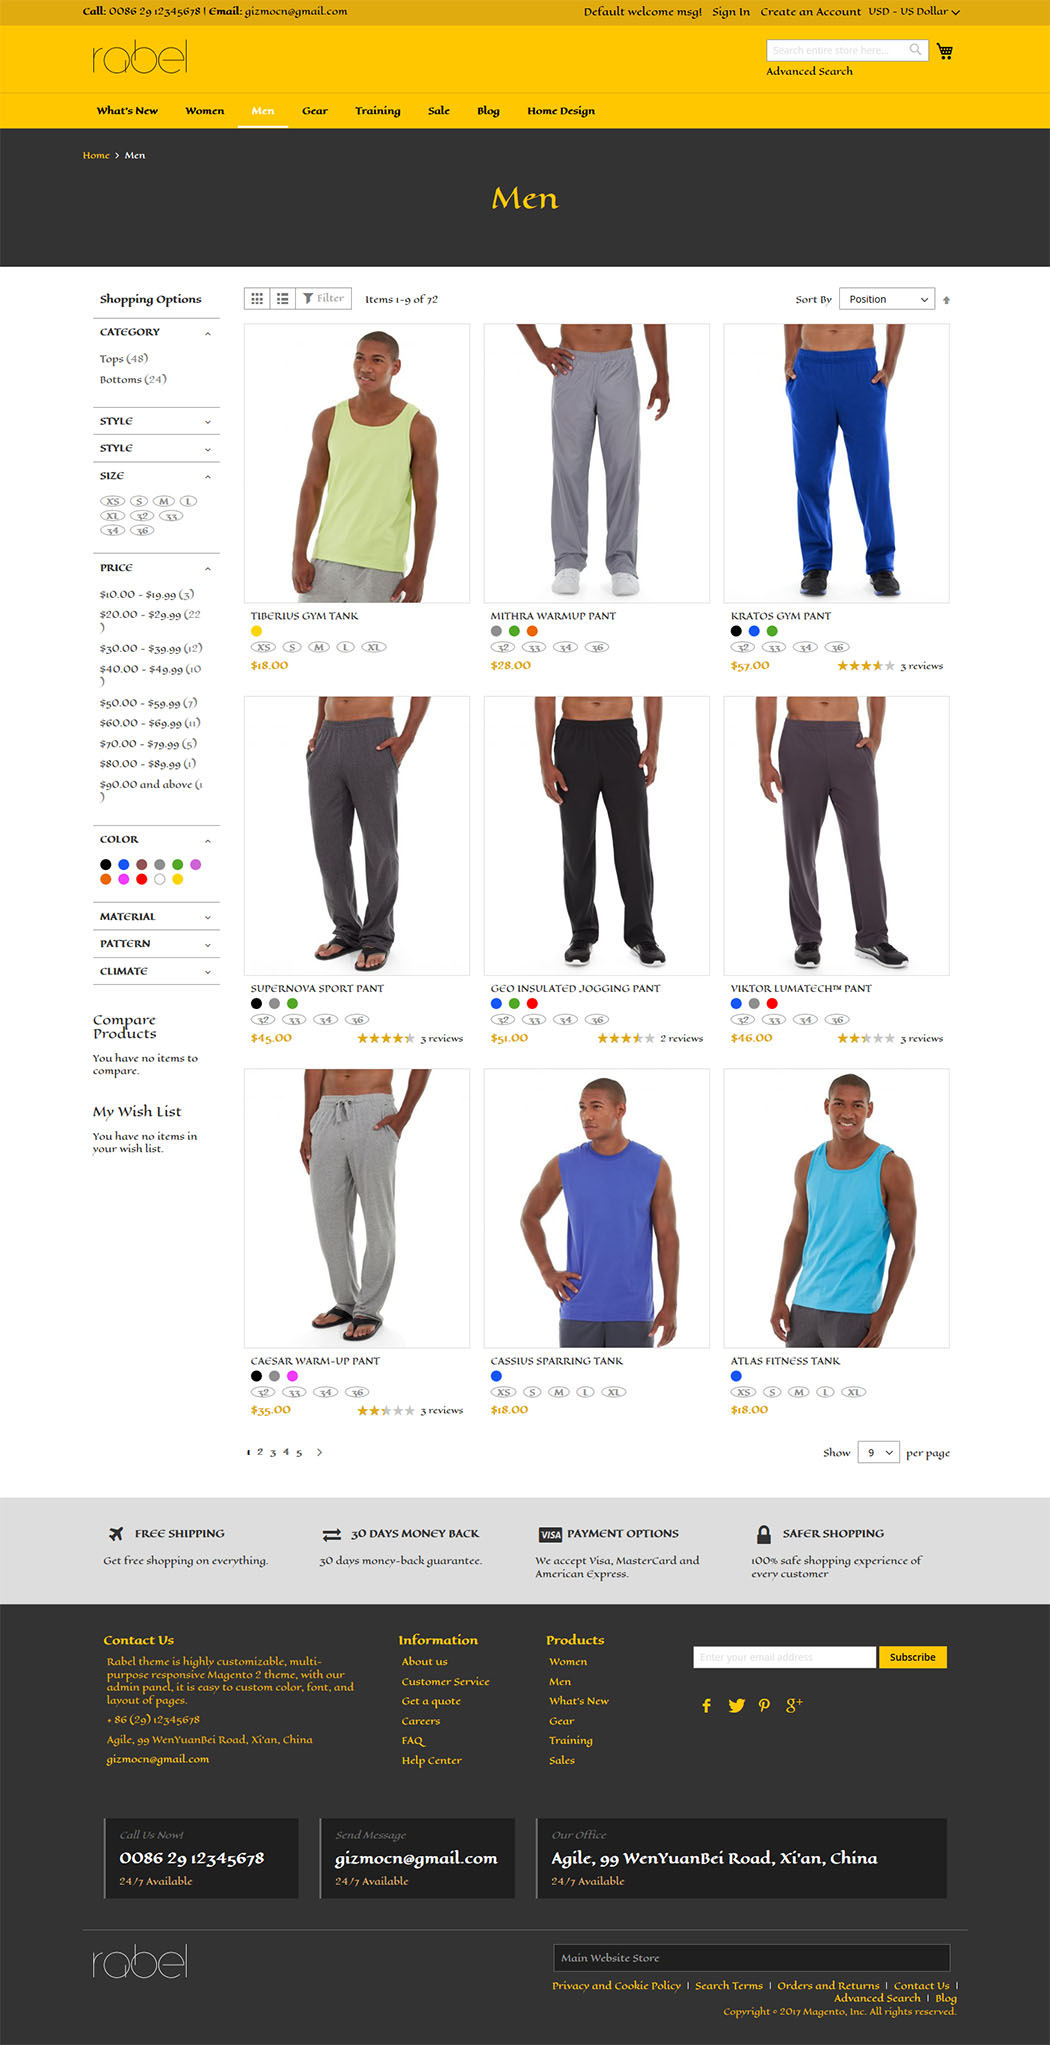 Call: 0086 29 12345678 | Email: gizmocn@gmail.com
Default welcome msg! Sign In Create an Account USD - US Dollar
rabel
Search entire store here...
Advanced Search
What's New Women Men Gear Training Sale Blog Home Design
Home > Men
Men
Shopping Options
CATEGORY
Tops (48)
Bottoms (24)
STYLE
STYLE
SIZE
XS S M L
XL 32 33
34 36
PRICE
$10.00 - $19.99 (3)
$20.00 - $29.99 (22
)
$30.00 - $39.99 (12)
$40.00 - $49.99 (10
)
$50.00 - $59.99 (7)
$60.00 - $69.99 (11)
$70.00 - $79.99 (5)
$80.00 - $89.99 (1)
$90.00 and above (1
)
COLOR
MATERIAL
PATTERN
CLIMATE
Compare
Products
You have no items to
compare.
My Wish List
You have no items in
your wish list.
Filter Items 1-9 of 72
Sort By Position
TIBERIUS GYM TANK
XS S M L XL
$18.00
MITHRA WARMUP PANT
32 33 34 36
$28.00
KRATOS GYM PANT
32 33 34 36
$57.00 3 reviews
SUPERNOVA SPORT PANT
32 33 34 36
$45.00 3 reviews
GEO INSULATED JOGGING PANT
32 33 34 36
$51.00 2 reviews
VIKTOR LUMATECH™ PANT
32 33 34 36
$46.00 3 reviews
CAESAR WARM-UP PANT
32 33 34 36
$35.00 3 reviews
CASSIUS SPARRING TANK
XS S M L XL
$18.00
ATLAS FITNESS TANK
XS S M L XL
$18.00
1 2 3 4 5 >
Show 9 per page
FREE SHIPPING
Get free shopping on everything.
30 DAYS MONEY BACK
30 days money-back guarantee.
VISA PAYMENT OPTIONS
We accept Visa, MasterCard and
American Express.
SAFER SHOPPING
100% safe shopping experience of
every customer
Contact Us
Rabel theme is highly customizable, multi-
purpose responsive Magento 2 theme, with our
admin panel, it is easy to custom color, font, and
layout of pages.
+ 86 (29) 12345678
Agile, 99 WenYuanBei Road, Xi'an, China
gizmocn@gmail.com
Information
About us
Customer Service
Get a quote
Careers
FAQ
Help Center
Products
Women
Men
What's New
Gear
Training
Sales
Enter your email address
Subscribe
Call Us Now!
0086 29 12345678
24/7 Available
Send Message
gizmocn@gmail.com
24/7 Available
Our Office
Agile, 99 WenYuanBei Road, Xi'an, China
24/7 Available
rabel
Main Website Store
Privacy and Cookie Policy | Search Terms | Orders and Returns | Contact Us |
Advanced Search | Blog
Copyright © 2017 Magento, Inc. All rights reserved.